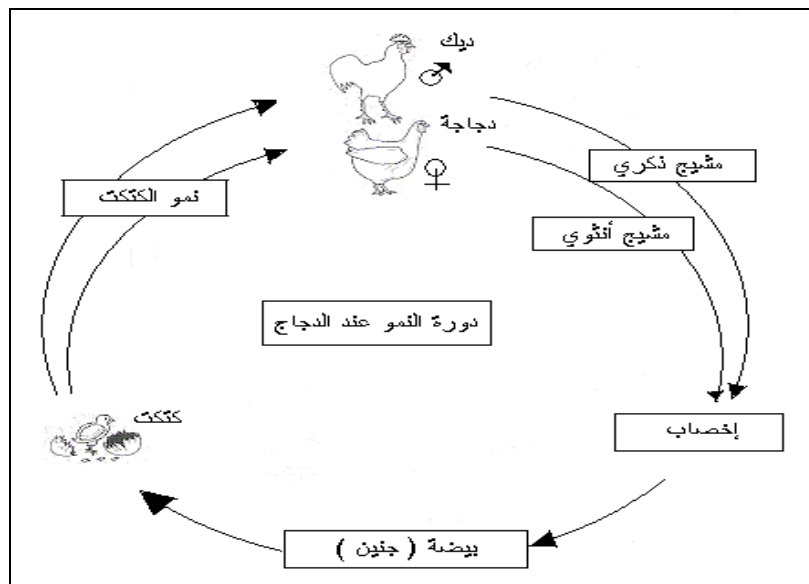 ديك
دجاجة
مشيج ذكري
مشيج أنثوي
نمو الكتكت
دورة النمو عند الدجاج
كتكت
إخصاب
بيضة ( جنين )